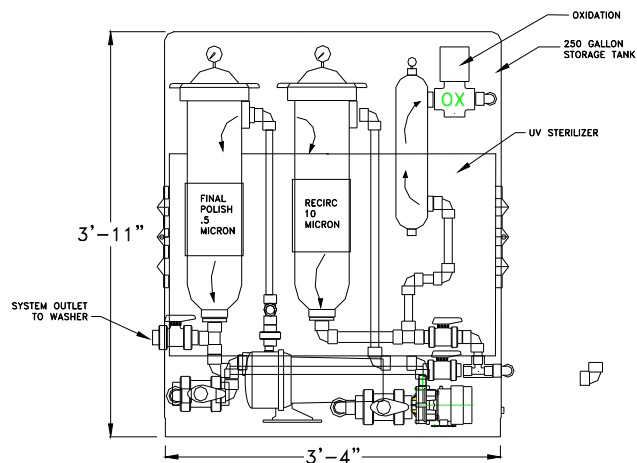 OXIDATION
250 GALLON
STORAGE TANK
OX
UV STERILIZER
FINAL
POLISH
.5
MICRON
RECIRC
10
MICRON
3'-11"
SYSTEM OUTLET
TO WASHER
3'-4"